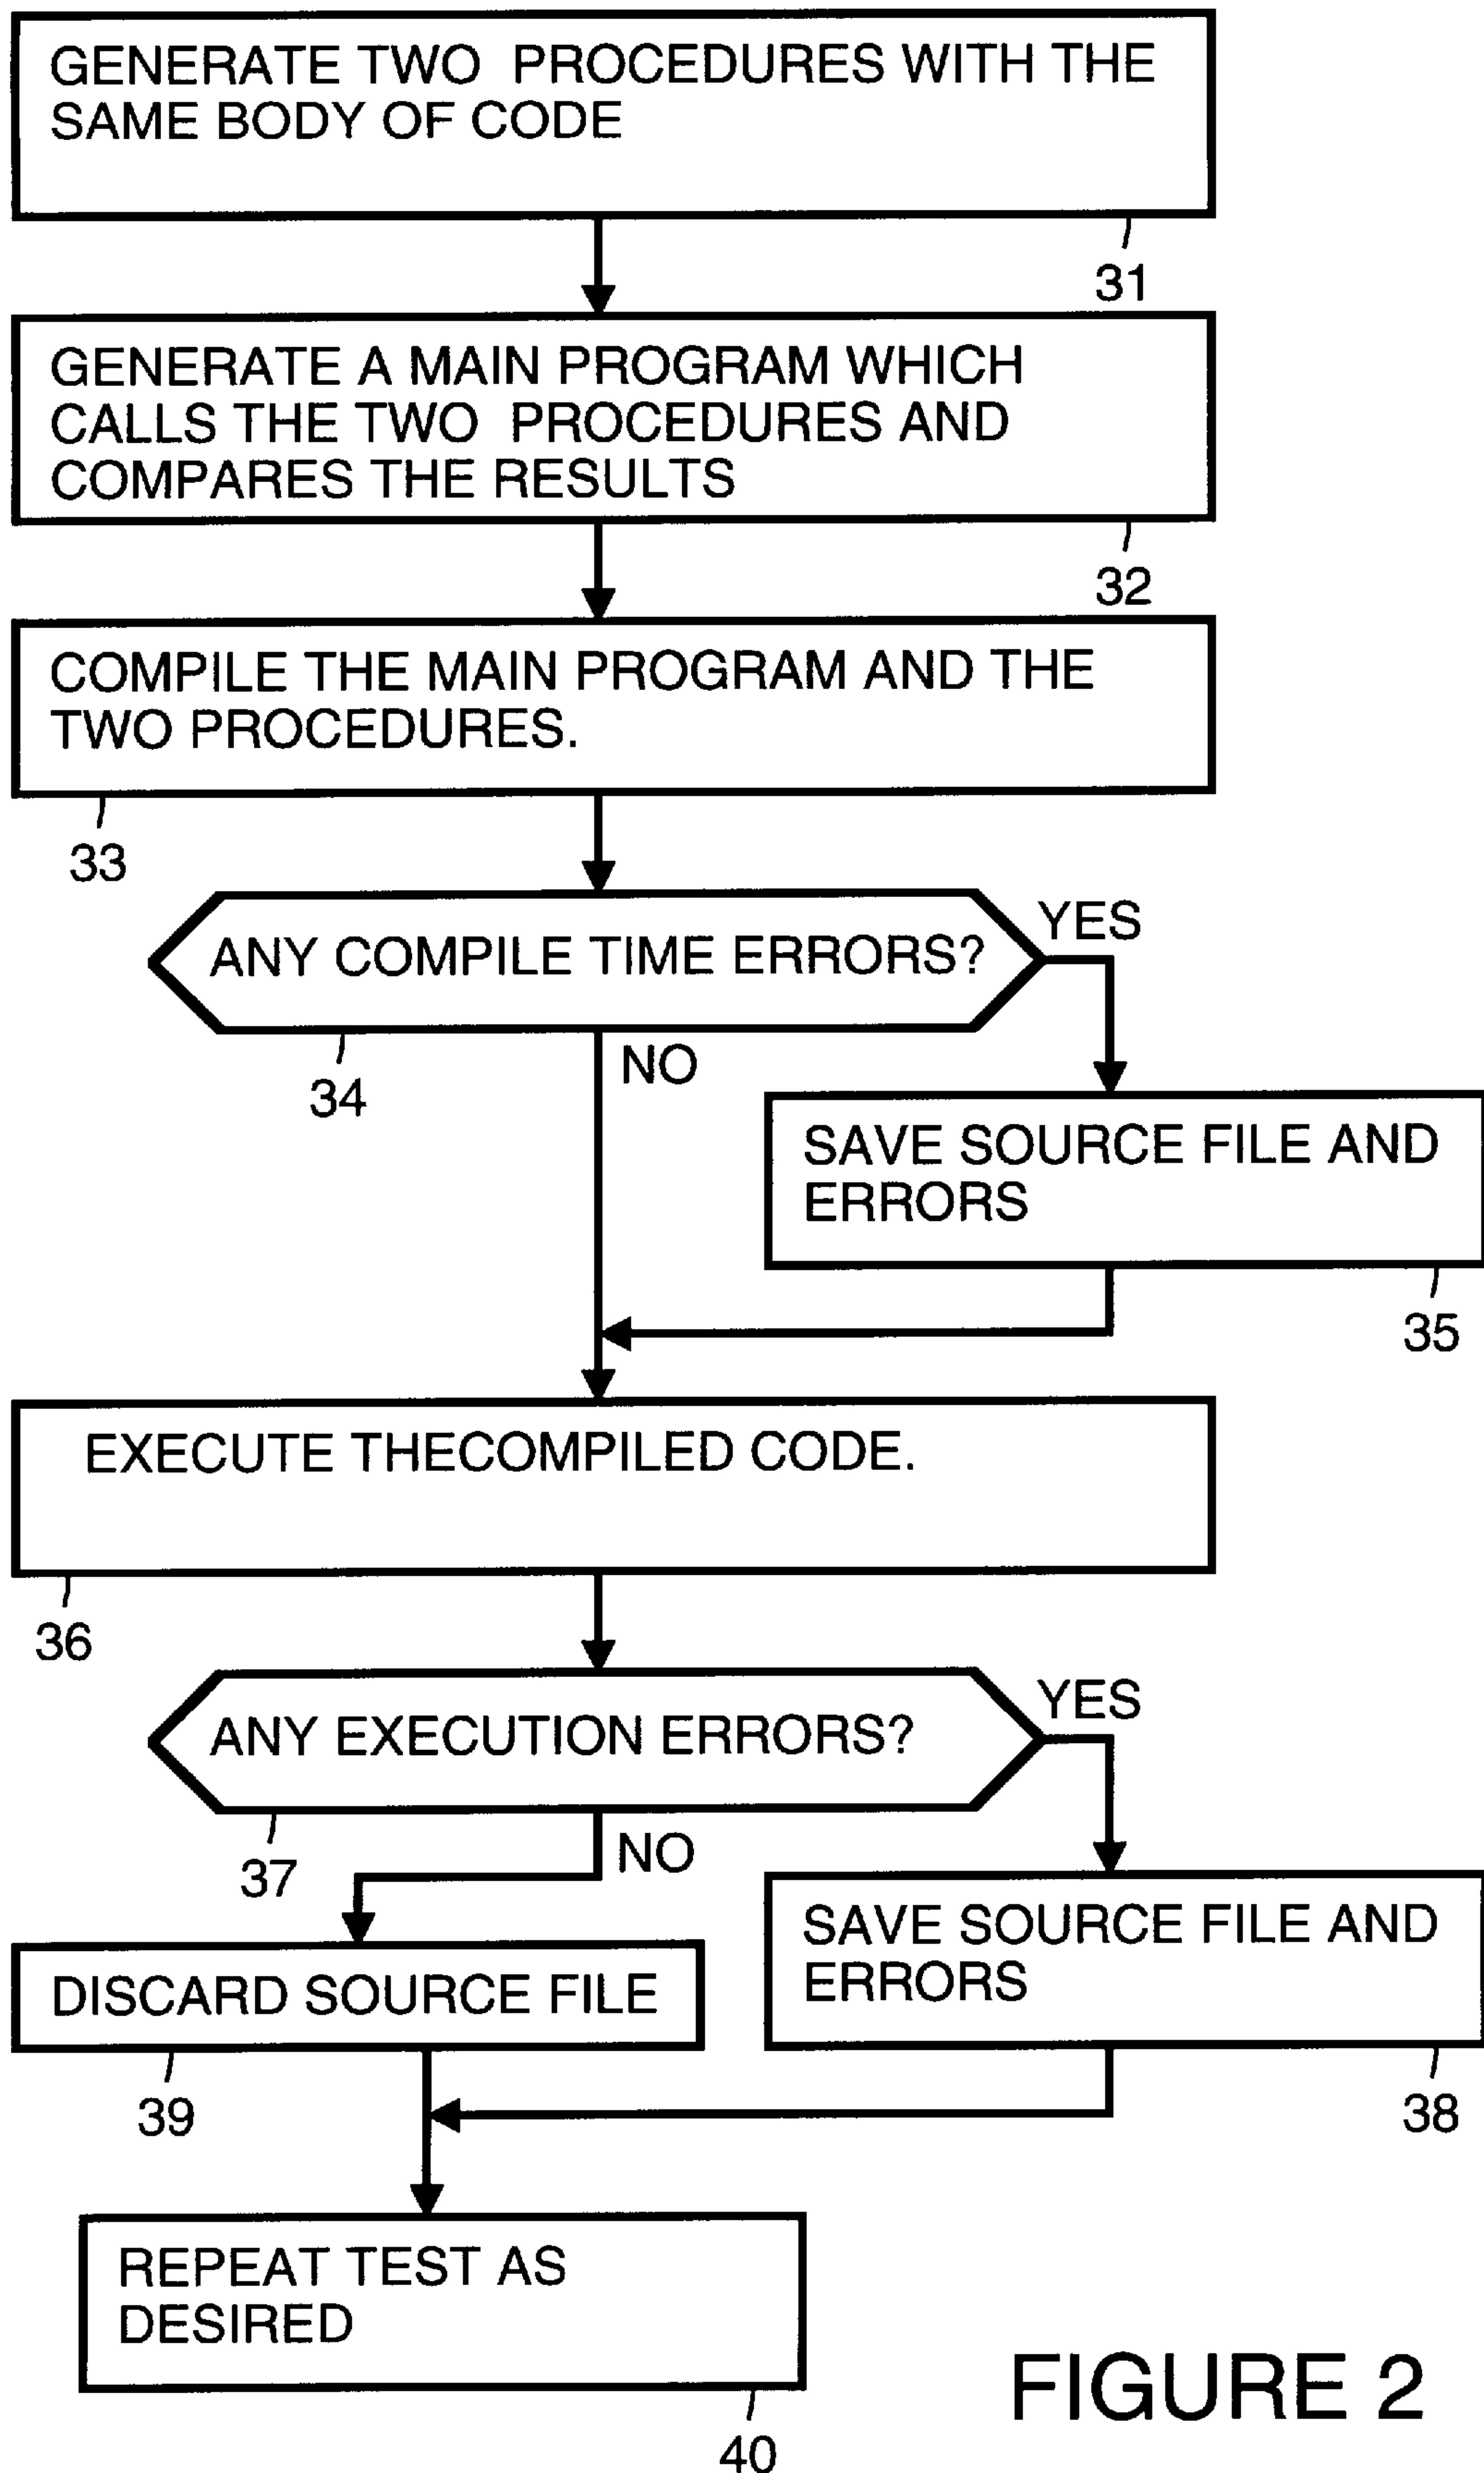 GENERATE TWO PROCEDURES WITH THE
SAME BODY OF CODE
31
GENERATE A MAIN PROGRAM WHICH
CALLS THE TWO PROCEDURES AND
COMPARES THE RESULTS
32
COMPILE THE MAIN PROGRAM AND THE
TWO PROCEDURES.
33
YES
ANY COMPILE TIME ERRORS?
NO
34
SAVE SOURCE FILE AND
ERRORS
35
EXECUTE THECOMPILED CODE.
36
YES
ANY EXECUTION ERRORS?
NO
37
SAVE SOURCE FILE AND
ERRORS
DISCARD SOURCE FILE
39
38
REPEAT TEST AS
DESIRED
40
FIGURE 2